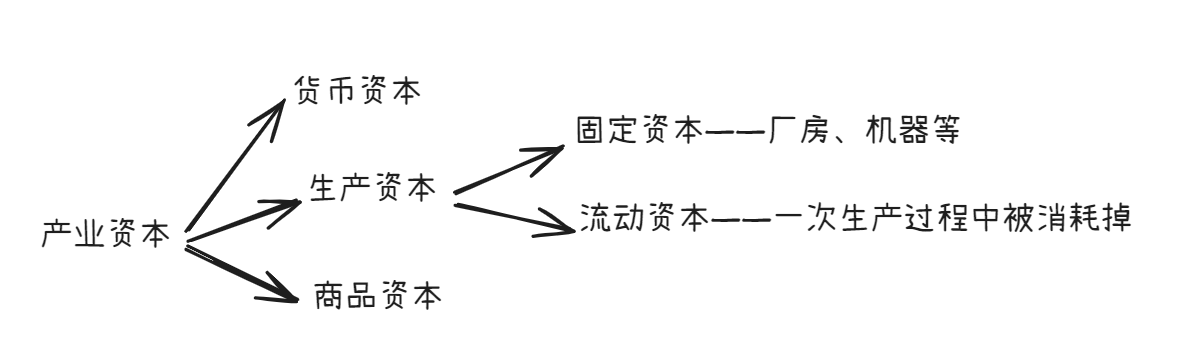 货币资本
固定资本——厂房、机器等
生产资本
流动资本——一次生产过程中被消耗掉
产业资本
商品资本